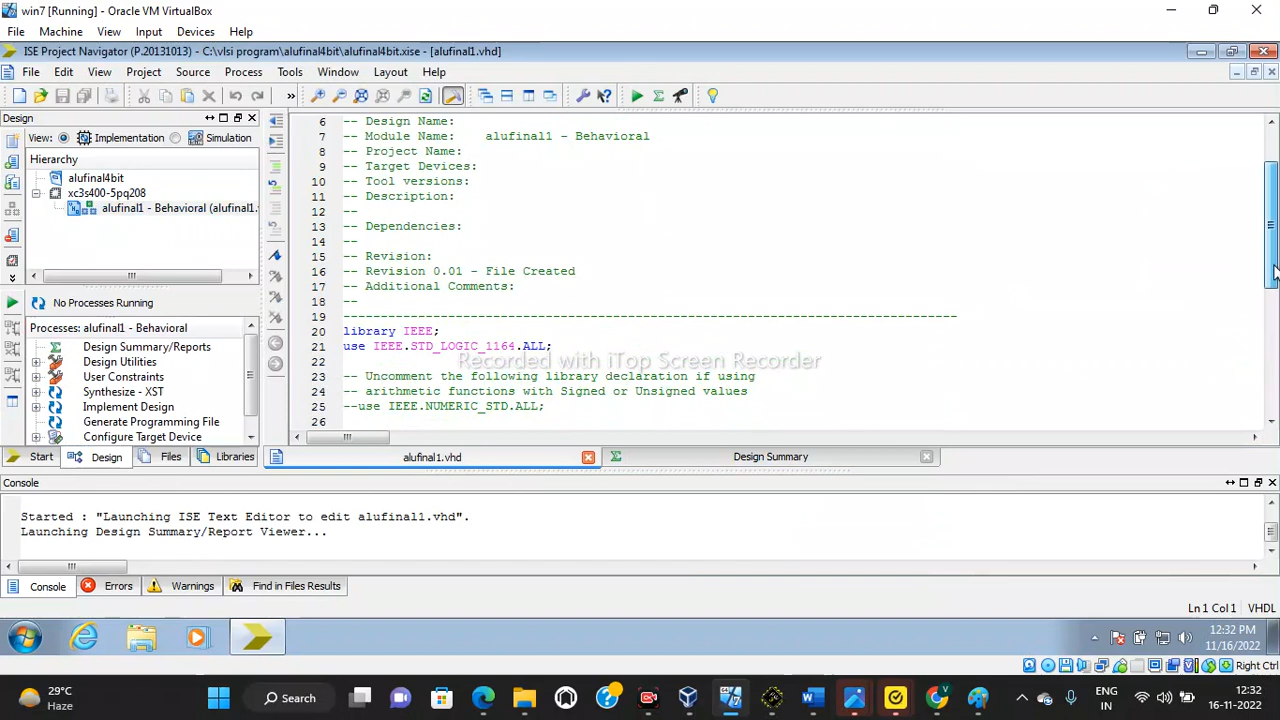 win7 [Running] - Oracle VM VirtualBox
File Machine View Input Devices Help
ISE Project Navigator (P.20131013) - C:\vlsi program\alufinal4bit\alufinal4bit.xise - [alufinal1.vhd]
File Edit View Project Source Process Tools Window Layout Help
»
Design
View: Implementation Simulation
Hierarchy
alufinal4bit
xc3s400-5pq208
alufinal1 - Behavioral (alufinal1.
No Processes Running
Processes: alufinal1 - Behavioral
Design Summary/Reports
Design Utilities
User Constraints
Synthesize - XST
Implement Design
Generate Programming File
Configure Target Device
Start Design Files Libraries
6 -- Design Name:
7 -- Module Name: alufinal1 - Behavioral
8 -- Project Name:
9 -- Target Devices:
10 -- Tool versions:
11 -- Description:
12 --
13 -- Dependencies:
14 --
15 -- Revision:
16 -- Revision 0.01 - File Created
17 -- Additional Comments:
18 --
19 ----------------------------------------------------------------------------------
20 library IEEE;
21 use IEEE.STD_LOGIC_1164.ALL;
Recorded with iTop Screen Recorder
22
23 -- Uncomment the following library declaration if using
24 -- arithmetic functions with Signed or Unsigned values
25 --use IEEE.NUMERIC_STD.ALL;
26
alufinal1.vhd Design Summary
Console
Started : "Launching ISE Text Editor to edit alufinal1.vhd".
Launching Design Summary/Report Viewer...
Console Errors Warnings Find in Files Results
Ln 1 Col 1 VHDL
12:32 PM
11/16/2022
Right Ctrl
29°C
Haze
Search
ENG
IN
12:32
16-11-2022